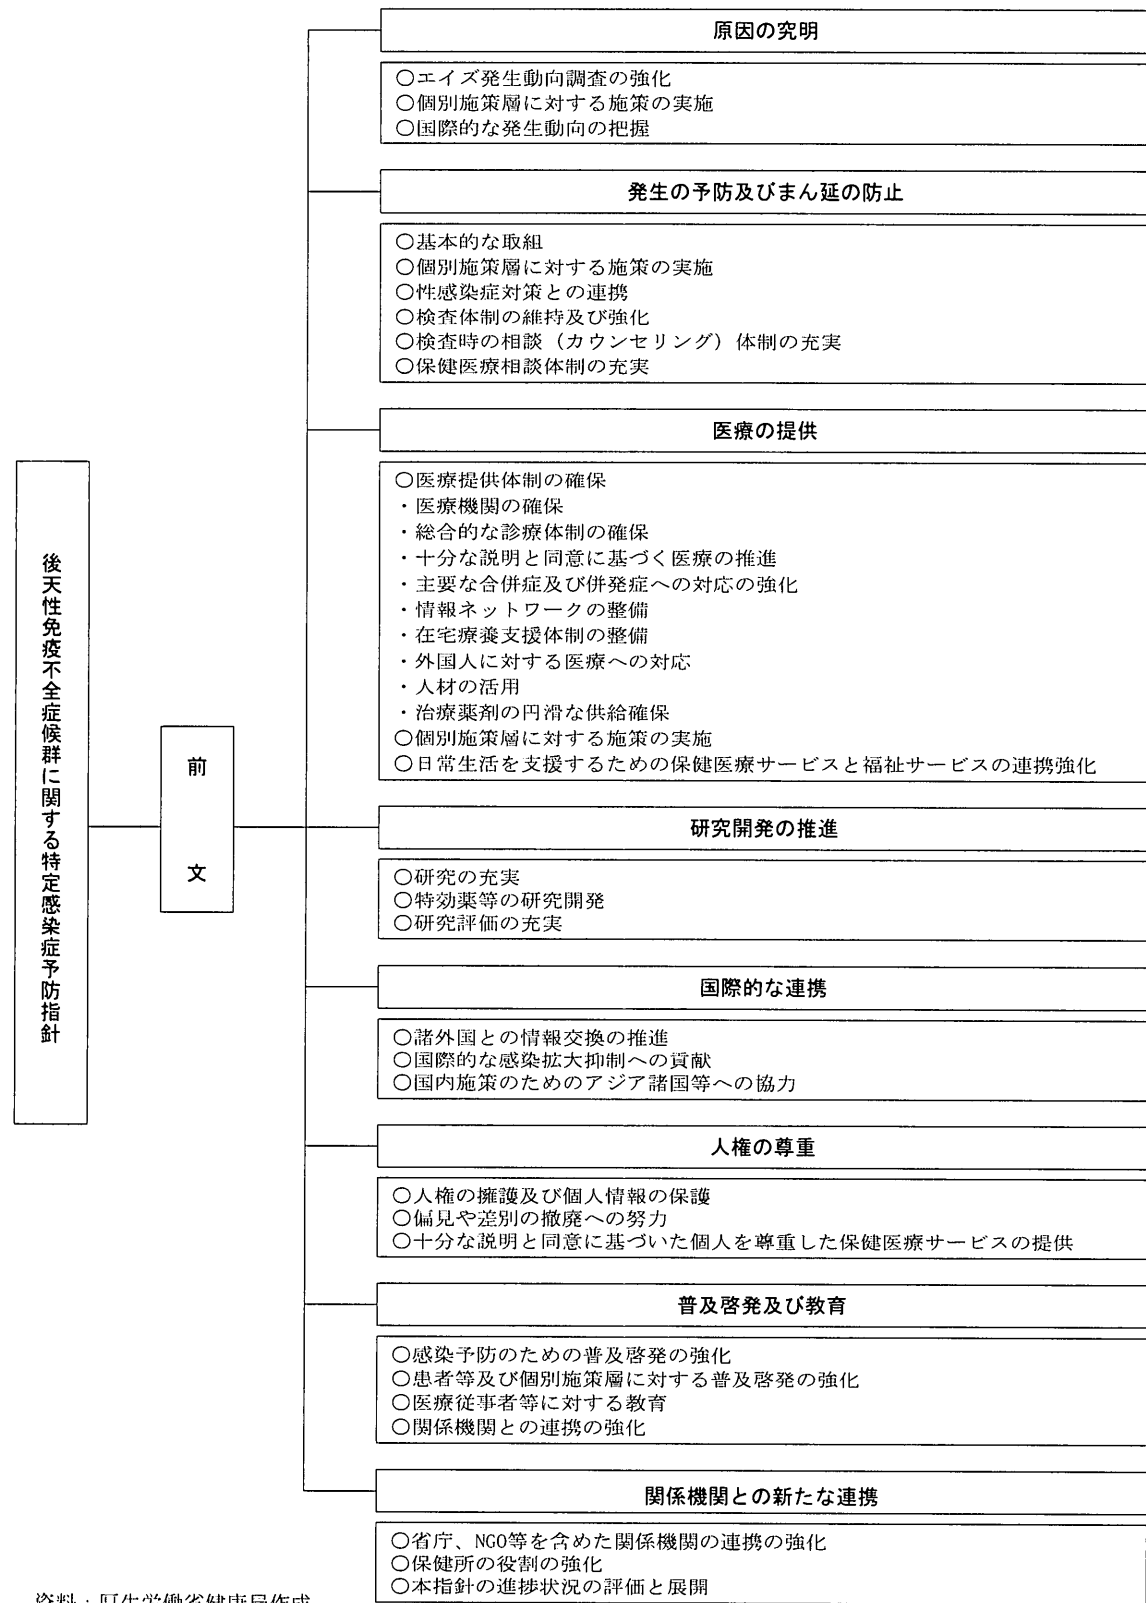 後天性免疫不全症候群に関する特定感染症予防指針
前文
原因の究明
○エイズ発生動向調査の強化
○個別施策層に対する施策の実施
○国際的な発生動向の把握
発生の予防及びまん延の防止
○基本的な取組
○個別施策層に対する施策の実施
○性感染症対策との連携
○検査体制の維持及び強化
○検査時の相談（カウンセリング）体制の充実
○保健医療相談体制の充実
医療の提供
○医療提供体制の確保
・医療機関の確保
・総合的な診療体制の確保
・十分な説明と同意に基づく医療の推進
・主要な合併症及び併発症への対応の強化
・情報ネットワークの整備
・在宅療養支援体制の整備
・外国人に対する医療への対応
・人材の活用
・治療薬剤の円滑な供給確保
○個別施策層に対する施策の実施
○日常生活を支援するための保健医療サービスと福祉サービスの連携強化
研究開発の推進
○研究の充実
○特効薬等の研究開発
○研究評価の充実
国際的な連携
○諸外国との情報交換の推進
○国際的な感染拡大抑制への貢献
○国内施策のためのアジア諸国等への協力
人権の尊重
○人権の擁護及び個人情報の保護
○偏見や差別の撤廃への努力
○十分な説明と同意に基づいた個人を尊重した保健医療サービスの提供
普及啓発及び教育
○感染予防のための普及啓発の強化
○患者等及び個別施策層に対する普及啓発の強化
○医療従事者等に対する教育
○関係機関との連携の強化
関係機関との新たな連携
○省庁、NGO等を含めた関係機関の連携の強化
○保健所の役割の強化
○本指針の進捗状況の評価と展開
資料：厚生労働省健康局作成